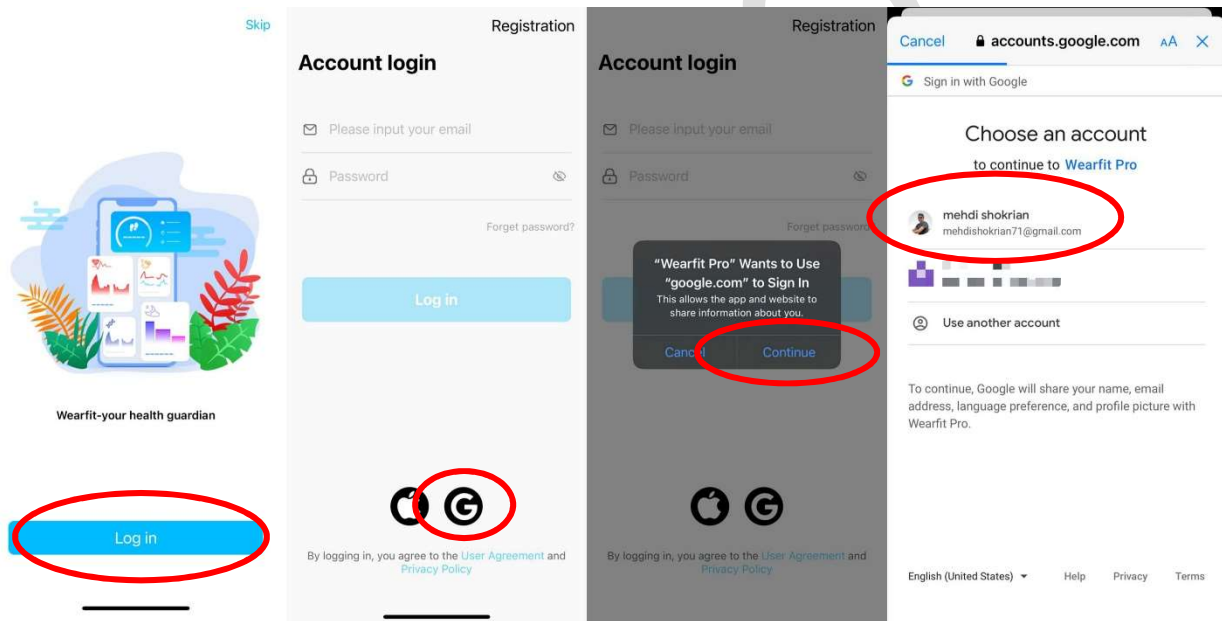 Skip
Wearfit-your health guardian
Log in
Registration
Account login
Please input your email
Password
Forget password?
Log in
G
By logging in, you agree to the User Agreement and
Privacy Policy
Registration
Account login
Please input your email
Password
Forget password
"Wearfit Pro" Wants to Use
"google.com" to Sign In
This allows the app and website to
share information about you.
Cancel Continue
G
By logging in, you agree to the User Agreement and
Privacy Policy
Cancel accounts.google.com AA
G Sign in with Google
Choose an account
to continue to Wearfit Pro
mehdi shokrian
mehdishokrian71@gmail.com
Use another account
To continue, Google will share your name, email
address, language preference, and profile picture with
Wearfit Pro.
English (United States) Help Privacy Terms